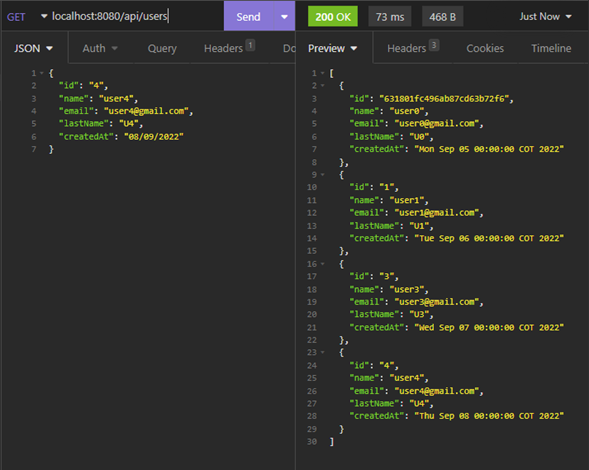 GET localhost:8080/api/users Send
JSON Auth Query Headers 1 Do
1 {
2 "id": "4",
3 "name": "user4",
4 "email": "user4@gmail.com",
5 "lastName": "U4",
6 "createdAt": "08/09/2022"
7 }
200 OK 73 ms 468 B Just Now
Preview Headers 3 Cookies Timeline
1 [
2 {
3 "id": "631801fc496ab87cd63b72f6",
4 "name": "user0",
5 "email": "user0@gmail.com",
6 "lastName": "U0",
7 "createdAt": "Mon Sep 05 00:00:00 COT 2022"
8 },
9 {
10 "id": "1",
11 "name": "user1",
12 "email": "user1@gmail.com",
13 "lastName": "U1",
14 "createdAt": "Tue Sep 06 00:00:00 COT 2022"
15 },
16 {
17 "id": "3",
18 "name": "user3",
19 "email": "user3@gmail.com",
20 "lastName": "U3",
21 "createdAt": "Wed Sep 07 00:00:00 COT 2022"
22 },
23 {
24 "id": "4",
25 "name": "user4",
26 "email": "user4@gmail.com",
27 "lastName": "U4",
28 "createdAt": "Thu Sep 08 00:00:00 COT 2022"
29 }
30 ]